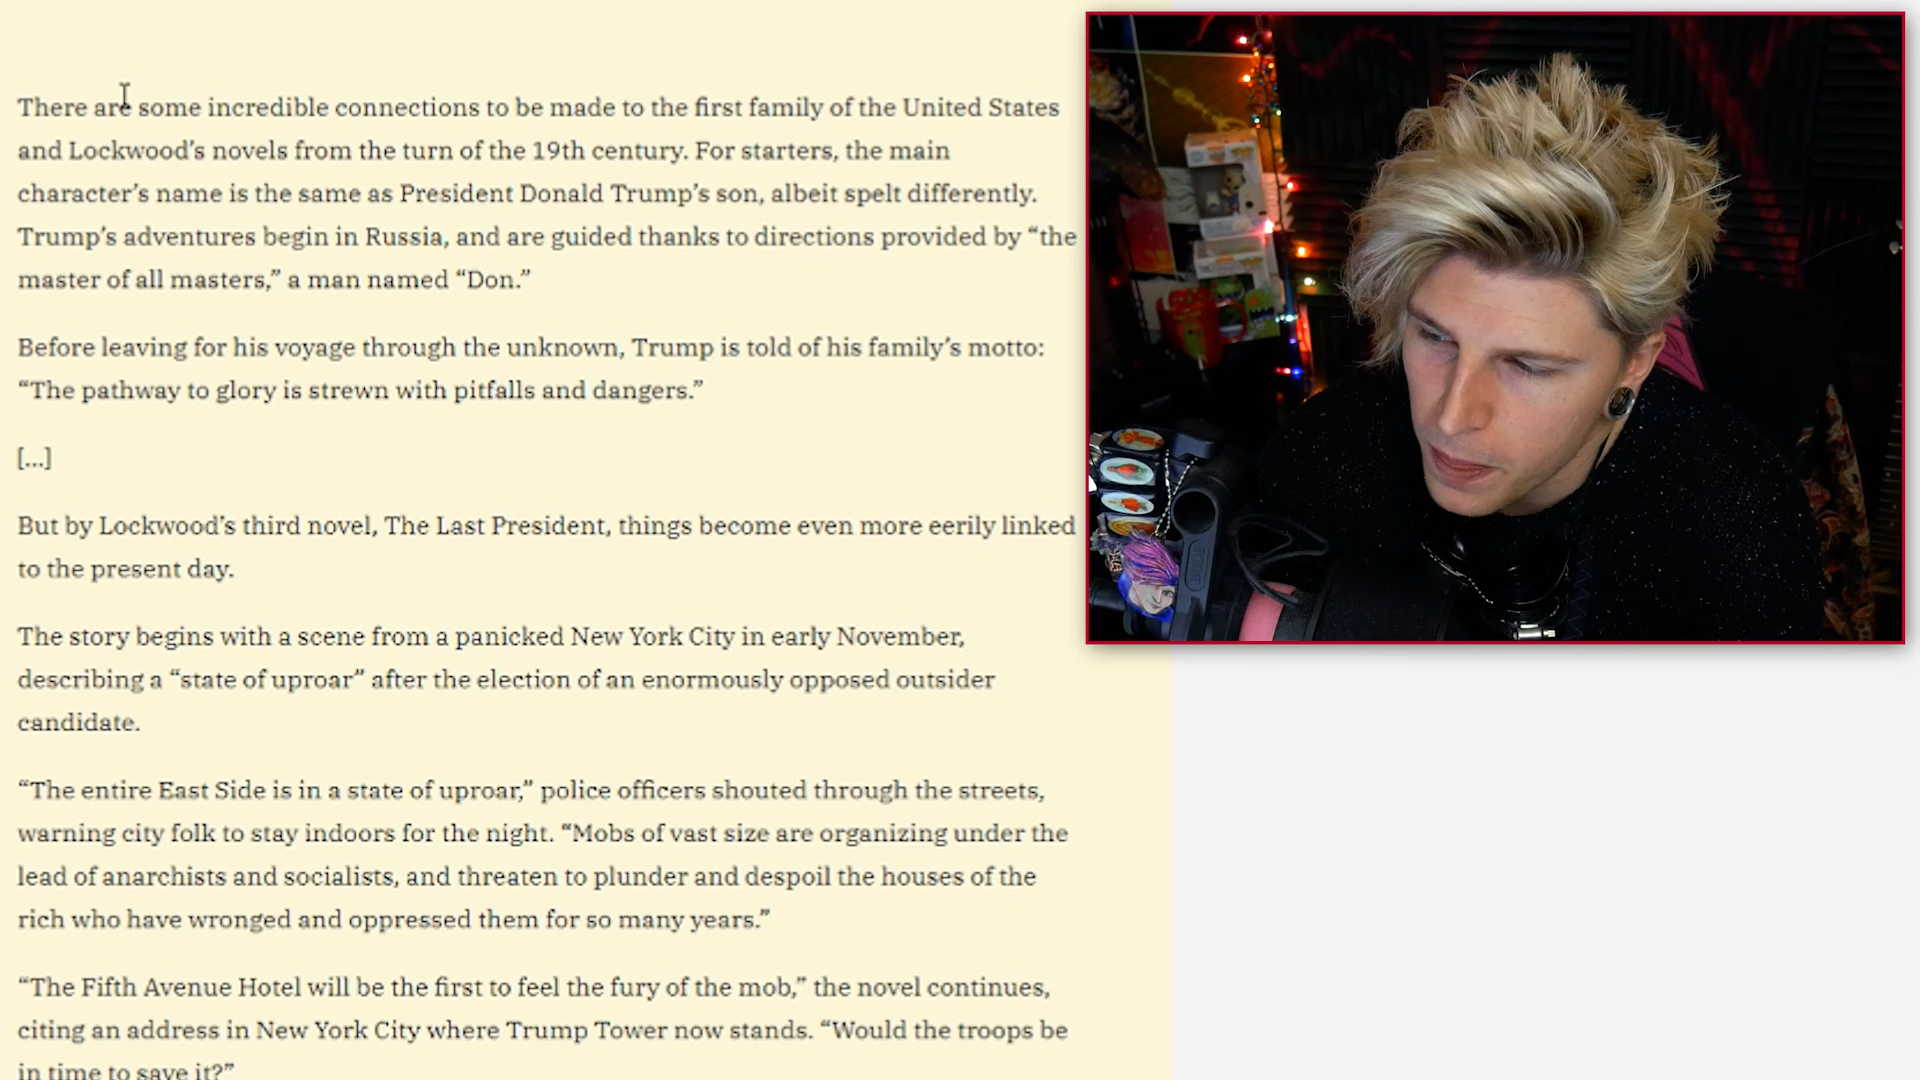 There are some incredible connections to be made to the first family of the United States
and Lockwood’s novels from the turn of the 19th century. For starters, the main
character’s name is the same as President Donald Trump’s son, albeit spelt differently.
Trump’s adventures begin in Russia, and are guided thanks to directions provided by “the
master of all masters,” a man named “Don.”
Before leaving for his voyage through the unknown, Trump is told of his family’s motto:
“The pathway to glory is strewn with pitfalls and dangers.”
[...]
But by Lockwood’s third novel, The Last President, things become even more eerily linked
to the present day.
The story begins with a scene from a panicked New York City in early November,
describing a “state of uproar” after the election of an enormously opposed outsider
candidate.
“The entire East Side is in a state of uproar,” police officers shouted through the streets,
warning city folk to stay indoors for the night. “Mobs of vast size are organizing under the
lead of anarchists and socialists, and threaten to plunder and despoil the houses of the
rich who have wronged and oppressed them for so many years.”
“The Fifth Avenue Hotel will be the first to feel the fury of the mob,” the novel continues,
citing an address in New York City where Trump Tower now stands. “Would the troops be
in time to save it?”